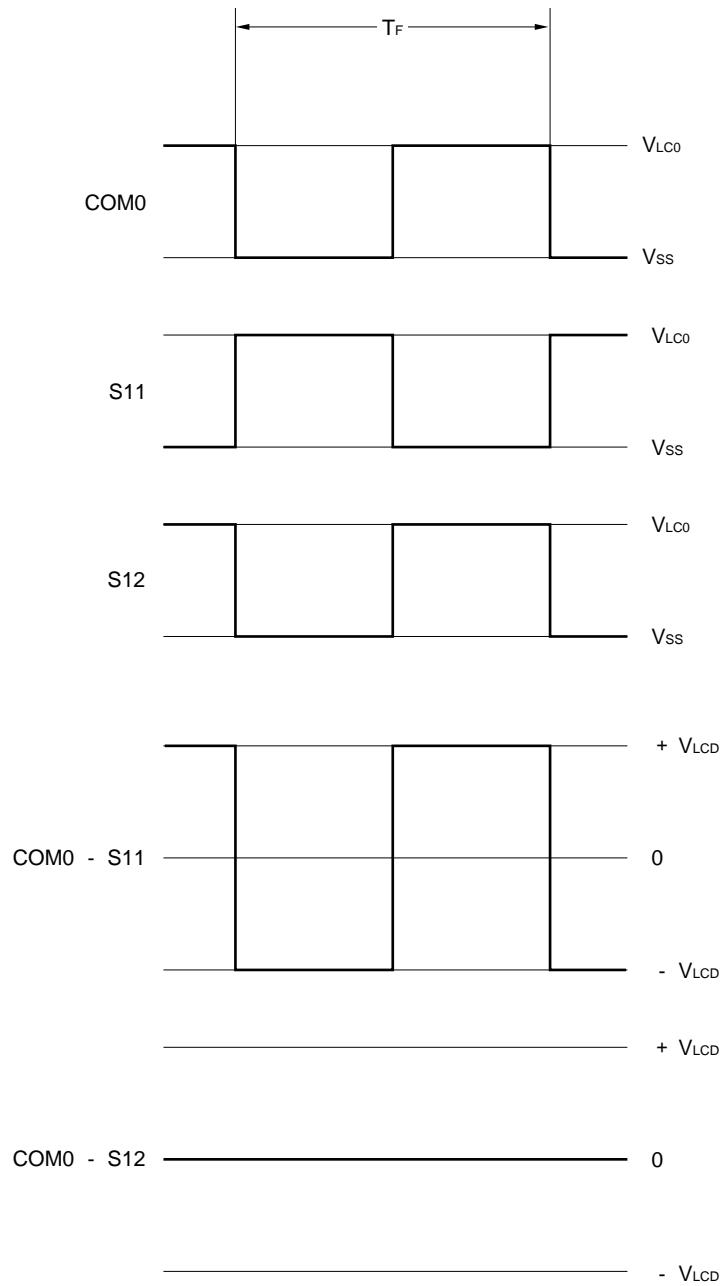 TF
VLC0
COM0
VSS
VLC0
S11
VSS
VLC0
S12
VSS
+ VLCD
COM0 - S11
0
- VLCD
+ VLCD
COM0 - S12
0
- VLCD